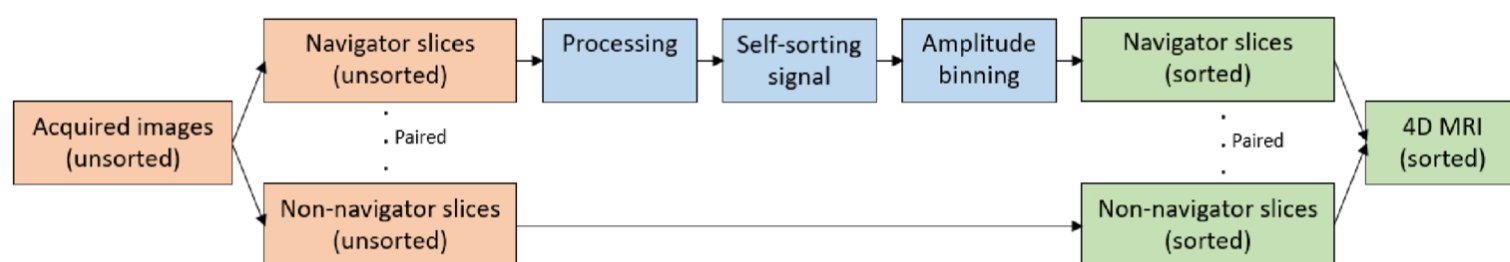 Acquired images
(unsorted)
Navigator slices
(unsorted)
Paired
Non-navigator slices
(unsorted)
Processing
Self-sorting
signal
Amplitude
binning
Navigator slices
(sorted)
Paired
Non-navigator slices
(sorted)
4D MRI
(sorted)